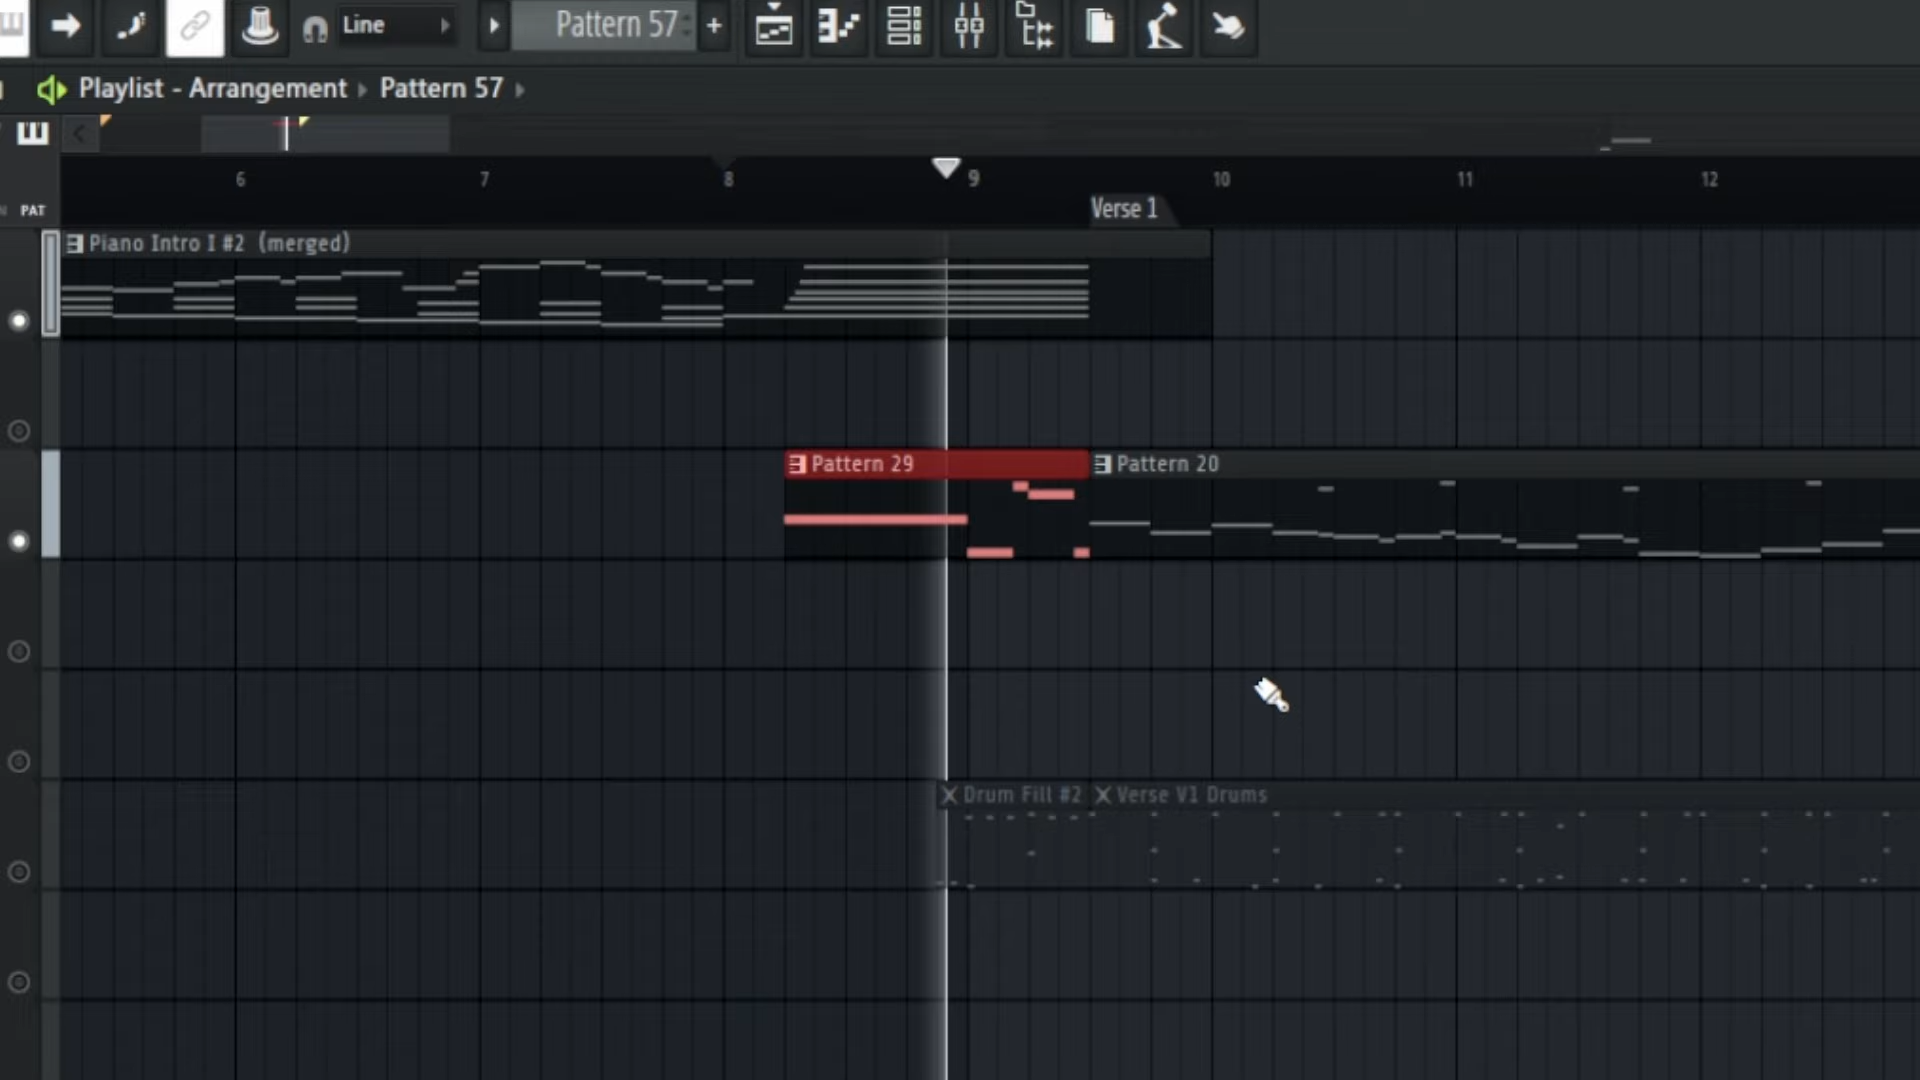 Line
Pattern 57
+
Playlist - Arrangement
Pattern 57
6
7
8
9
10
11
12
PAT
Verse 1
Piano Intro I #2 (merged)
Pattern 29
Pattern 20
Drum Fill #2
Verse V1 Drums